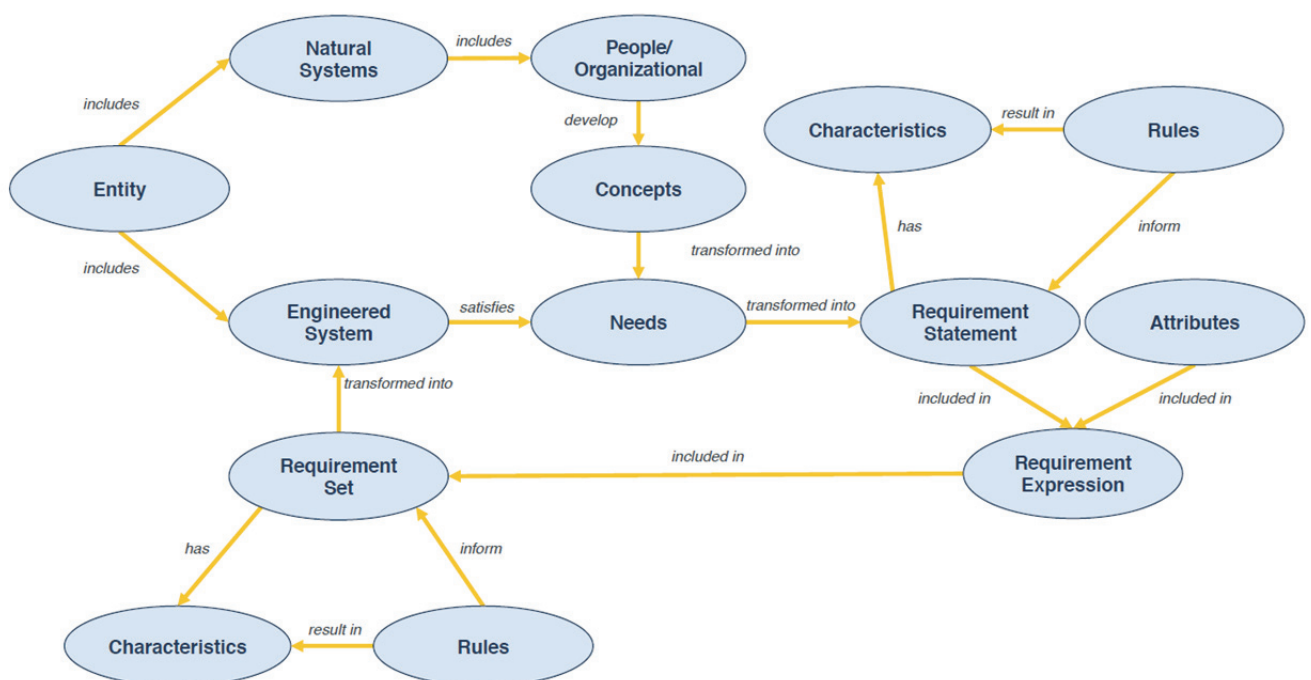 Natural
Systems
includes
People/
Organizational
includes
develop
Characteristics
result in
Rules
Entity
Concepts
has
inform
includes
transformed into
Engineered
System
satisfies
Needs
transformed into
Requirement
Statement
Attributes
transformed into
included in
included in
Requirement
Set
included in
Requirement
Expression
has
inform
Characteristics
result in
Rules